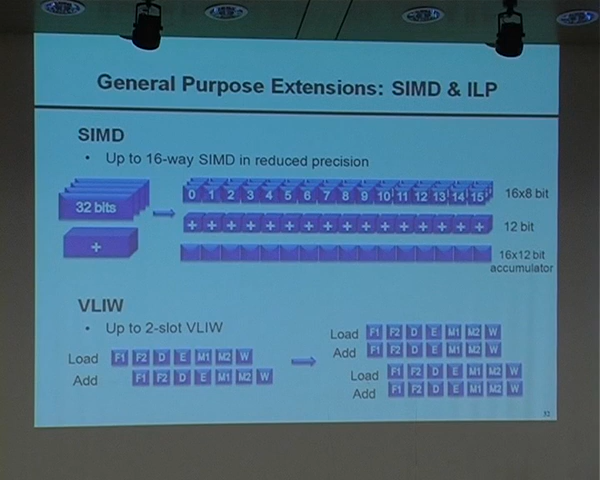 General Purpose Extensions: SIMD & ILP
SIMD
• Up to 16-way SIMD in reduced precision
32 bits
0 1 2 3 4 5 6 7 8 9 10 11 12 13 14 15
16x8 bit
+
+ + + + + + + + + + + + + + + +
12 bit
16x12 bit
accumulator
VLIW
• Up to 2-slot VLIW
Load F1 F2 D E M1 M2 W
Add F1 F2 D E M1 M2 W
Load F1 F2 D E M1 M2 W
Add F1 F2 D E M1 M2 W
Load F1 F2 D E M1 M2 W
Add F1 F2 D E M1 M2 W